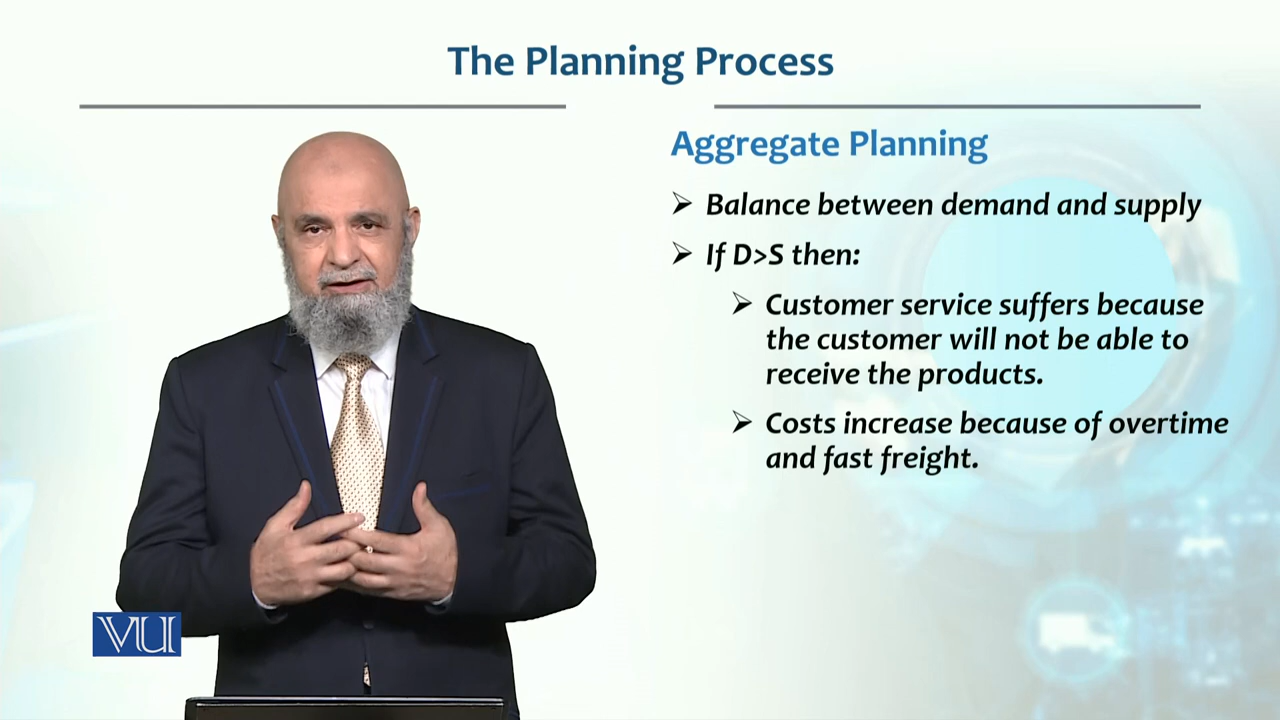 The Planning Process
Aggregate Planning
➢ Balance between demand and supply
➢ If D>S then:
➢ Customer service suffers because
the customer will not be able to
receive the products.
➢ Costs increase because of overtime
and fast freight.
VU